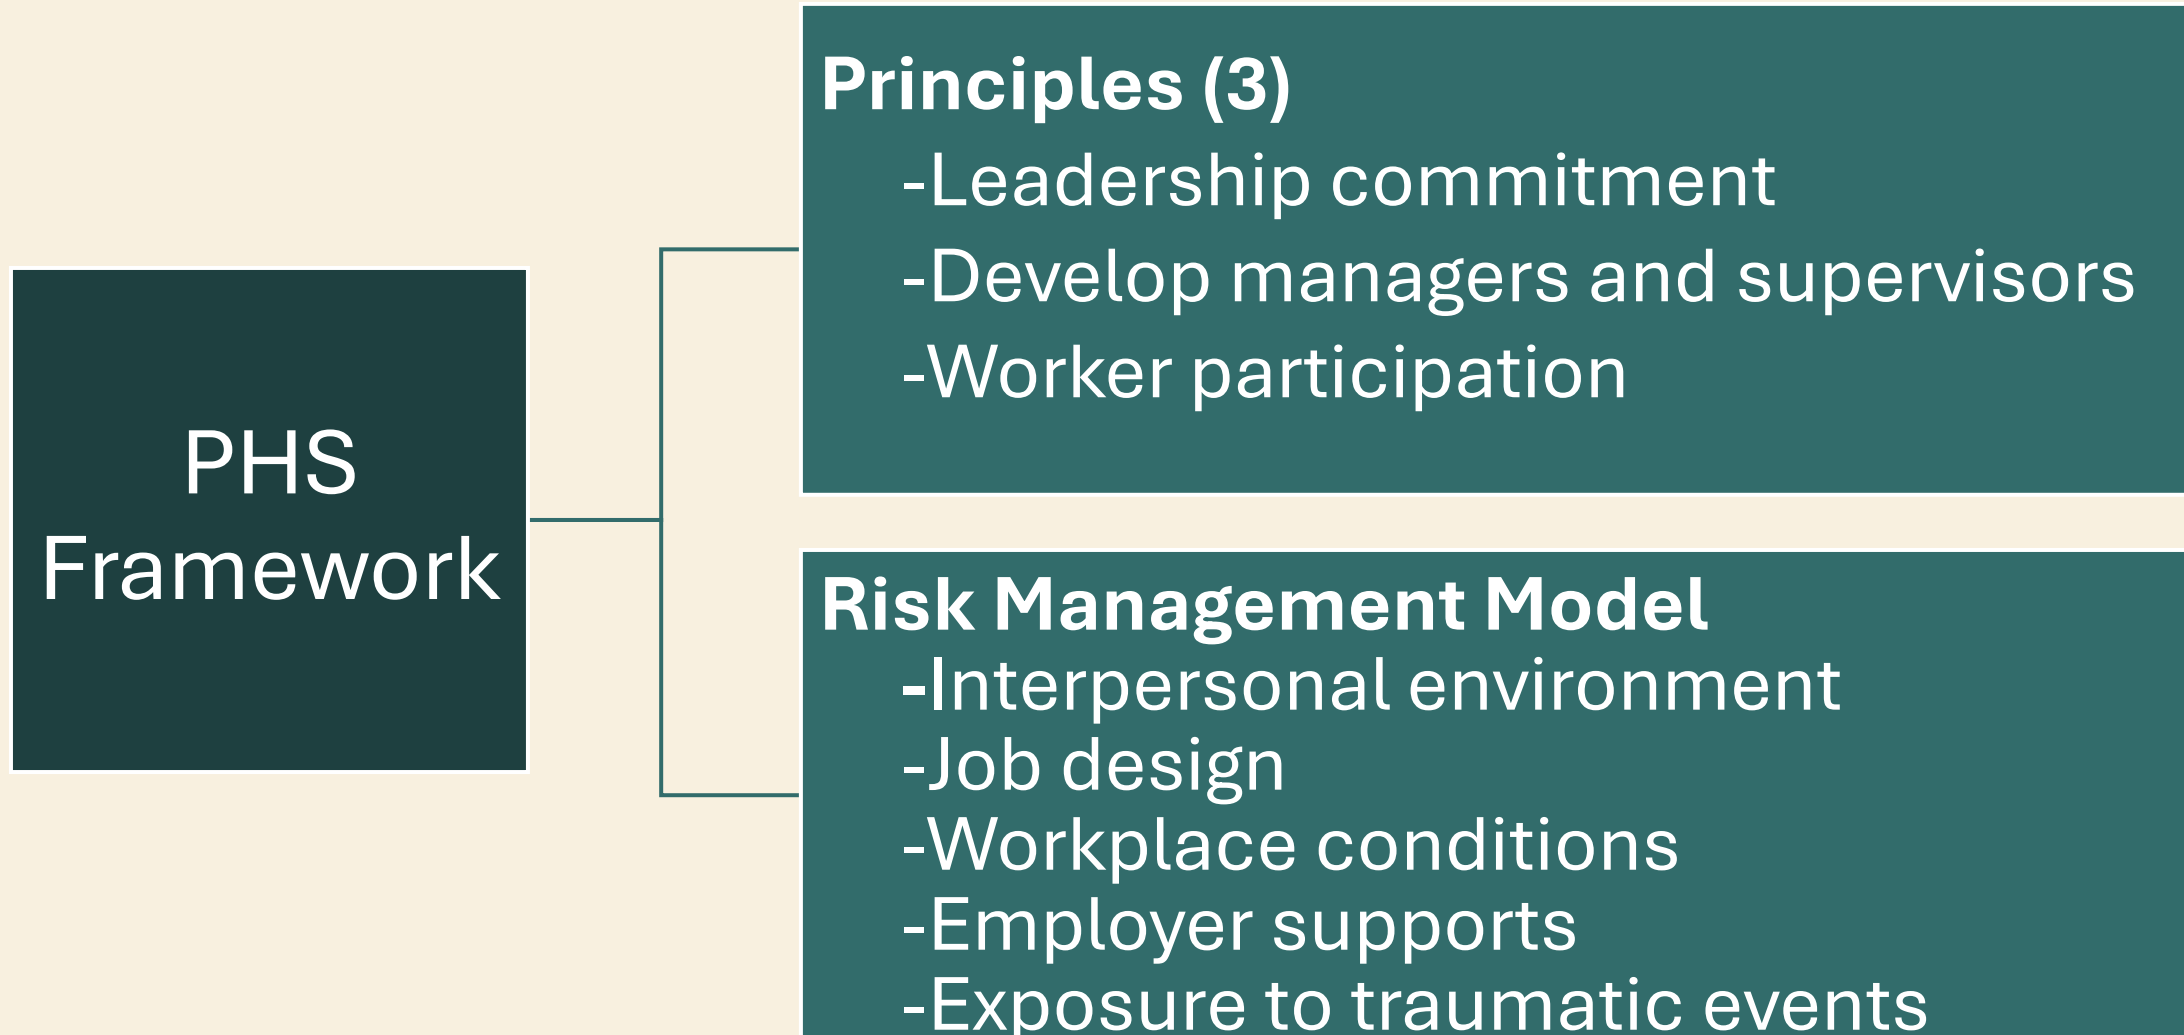 PHS
Framework
Principles (3)
-Leadership commitment
-Develop managers and supervisors
-Worker participation
Risk Management Model
-Interpersonal environment
-Job design
-Workplace conditions
-Employer supports
-Exposure to traumatic events